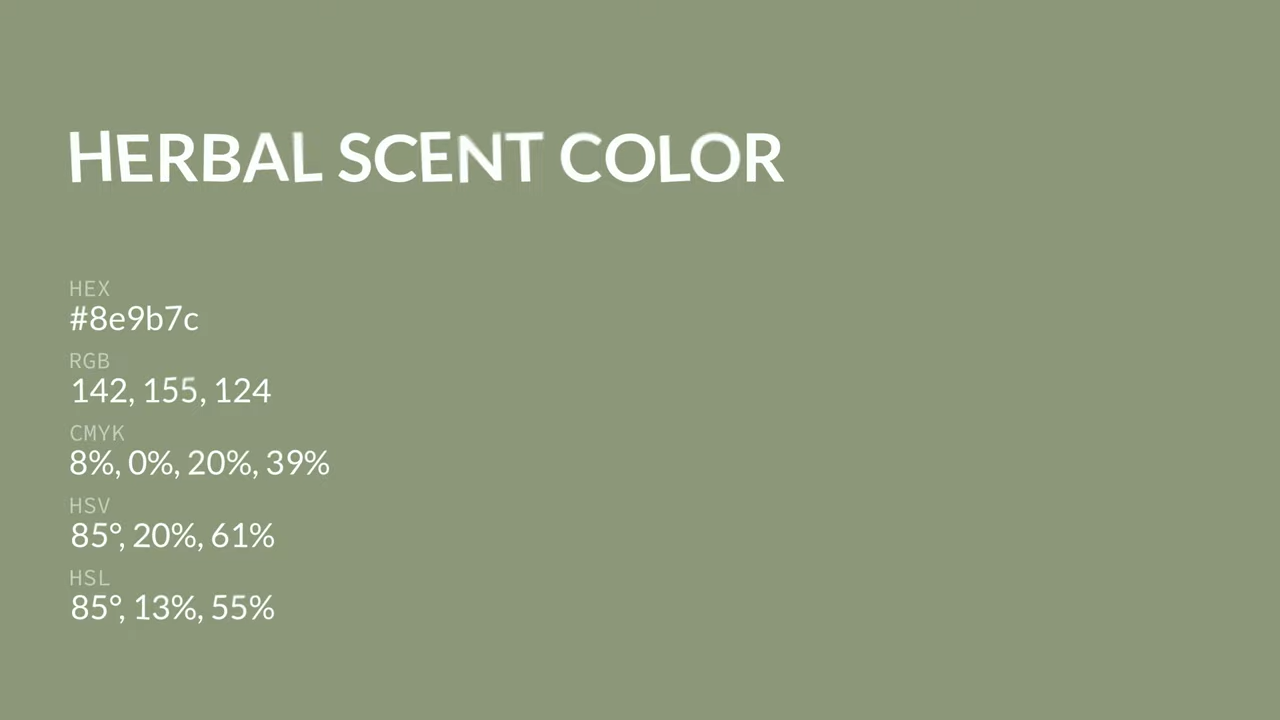 HERBAL SCENT COLOR
HEX
#8e9b7c
RGB
142, 155, 124
CMYK
8%, 0%, 20%, 39%
HSV
85°, 20%, 61%
HSL
85°, 13%, 55%